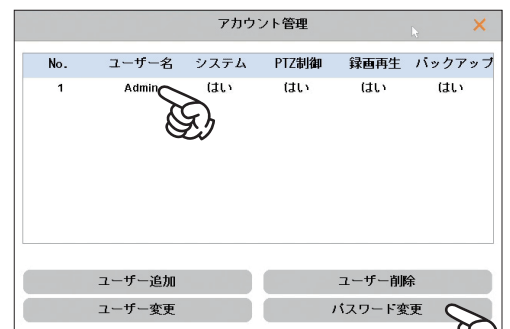 アカウント管理
No. ユーザー名 システム PTZ制御 録画再生 バックアップ
1 Admin はい はい はい はい
ユーザー追加 ユーザー削除
ユーザー変更 パスワード変更